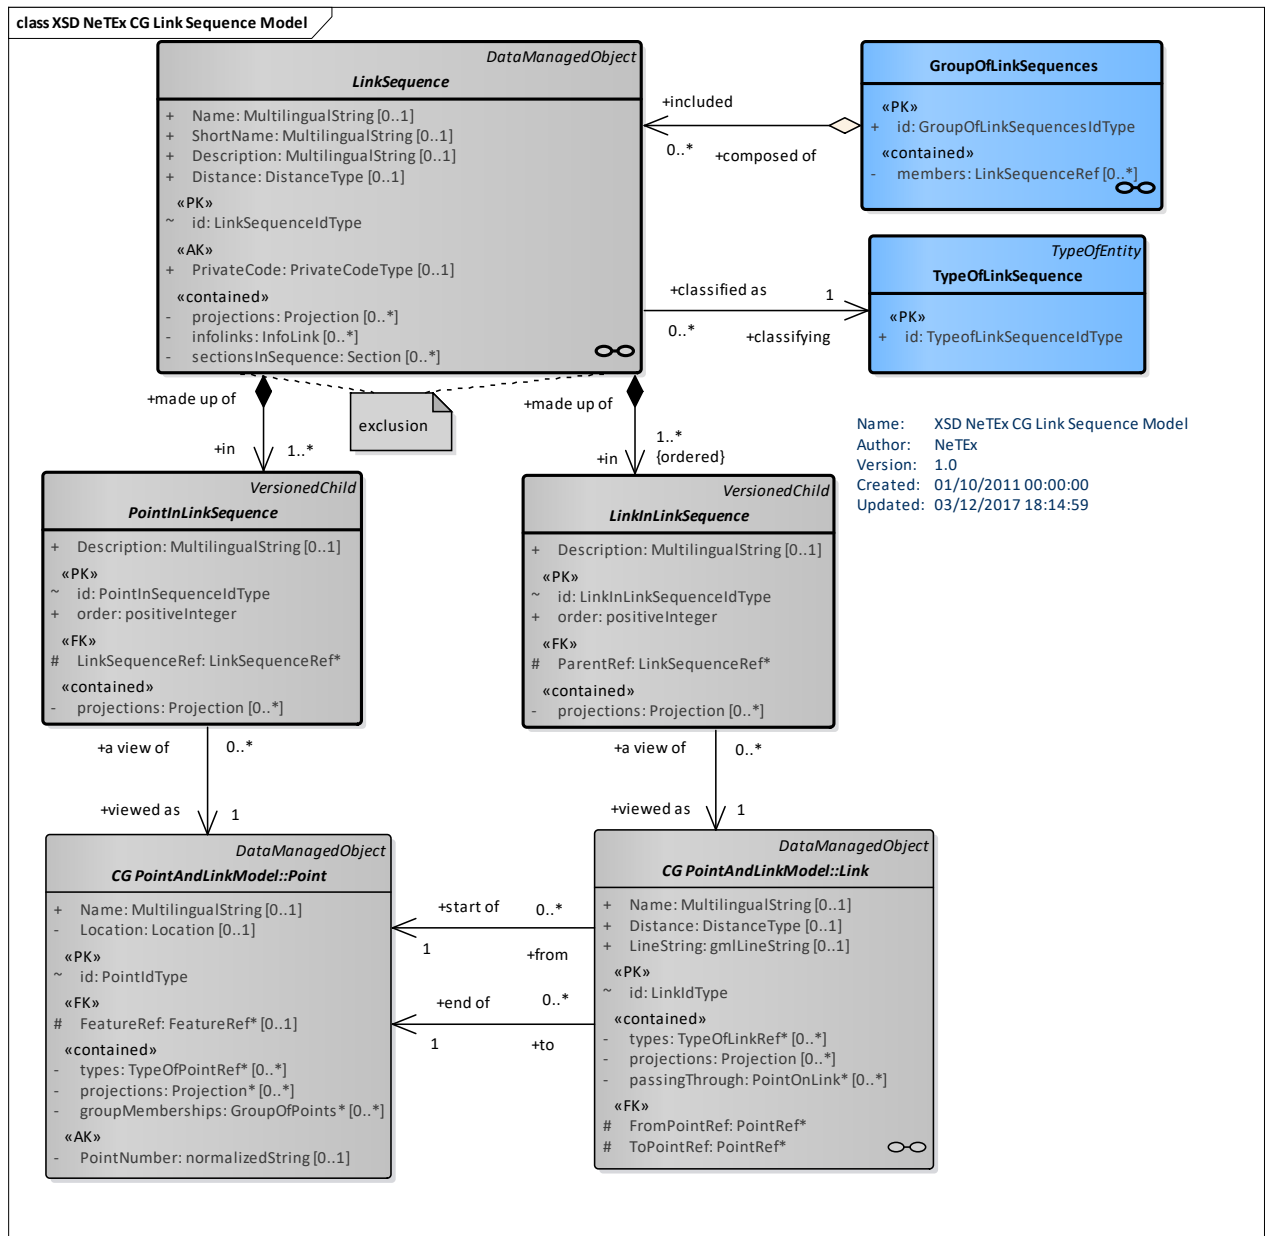 class XSD NeTEx CG Link Sequence Model
DataManagedObject
LinkSequence
+ Name: MultilingualString [0..1]
+ ShortName: MultilingualString [0..1]
+ Description: MultilingualString [0..1]
+ Distance: DistanceType [0..1]
«PK»
~ id: LinkSequenceIdType
«AK»
+ PrivateCode: PrivateCodeType [0..1]
«contained»
- projections: Projection [0..*]
- infolinks: InfoLink [0..*]
- sectionsInSequence: Section [0..*]
+included
0..*
+composed of
GroupOfLinkSequences
«PK»
+ id: GroupOfLinkSequencesIdType
«contained»
- members: LinkSequenceRef [0..*]
+classified as
1
0..*
+classifying
TypeOfEntity
TypeOfLinkSequence
«PK»
+ id: TypeofLinkSequenceIdType
+made up of
+in
1..*
exclusion
+made up of
+in
1..*
{ordered}
Name: XSD NeTEx CG Link Sequence Model
Author: NeTEx
Version: 1.0
Created: 01/10/2011 00:00:00
Updated: 03/12/2017 18:14:59
VersionedChild
PointInLinkSequence
+ Description: MultilingualString [0..1]
«PK»
~ id: PointInSequenceIdType
+ order: positiveInteger
«FK»
# LinkSequenceRef: LinkSequenceRef*
«contained»
- projections: Projection [0..*]
VersionedChild
LinkInLinkSequence
+ Description: MultilingualString [0..1]
«PK»
~ id: LinkInLinkSequenceIdType
+ order: positiveInteger
«FK»
# ParentRef: LinkSequenceRef*
«contained»
- projections: Projection [0..*]
+a view of
0..*
+viewed as
1
+a view of
0..*
+viewed as
1
DataManagedObject
CG PointAndLinkModel::Point
+ Name: MultilingualString [0..1]
- Location: Location [0..1]
«PK»
~ id: PointIdType
«FK»
# FeatureRef: FeatureRef* [0..1]
«contained»
- types: TypeOfPointRef* [0..*]
- projections: Projection* [0..*]
- groupMemberships: GroupOfPoints* [0..*]
«AK»
- PointNumber: normalizedString [0..1]
+start of
0..*
1
+from
+end of
0..*
1
+to
DataManagedObject
CG PointAndLinkModel::Link
+ Name: MultilingualString [0..1]
+ Distance: DistanceType [0..1]
+ LineString: gmlLineString [0..1]
«PK»
~ id: LinkIdType
«contained»
- types: TypeOfLinkRef* [0..*]
- projections: Projection [0..*]
- passingThrough: PointOnLink* [0..*]
«FK»
# FromPointRef: PointRef*
# ToPointRef: PointRef*